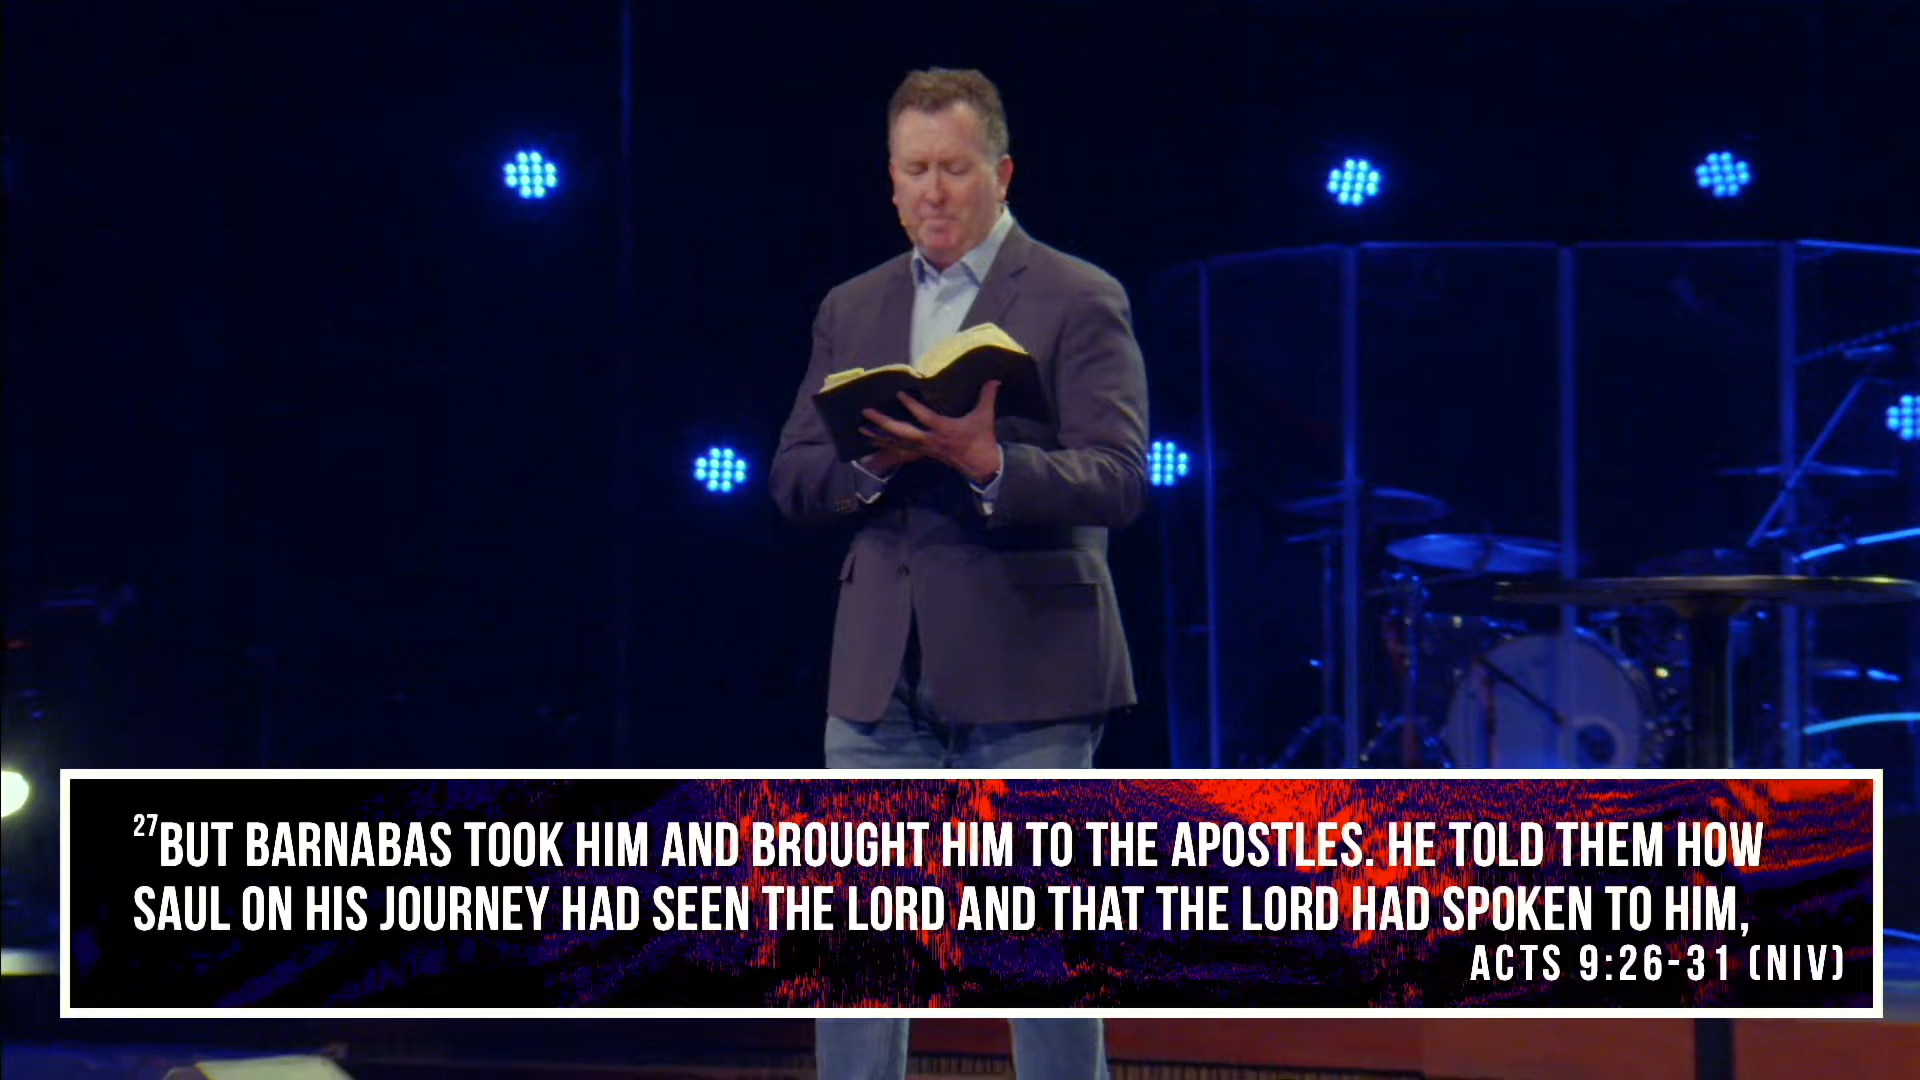 27BUT BARNABAS TOOK HIM AND BROUGHT HIM TO THE APOSTLES. HE TOLD THEM HOW
SAUL ON HIS JOURNEY HAD SEEN THE LORD AND THAT THE LORD HAD SPOKEN TO HIM,
ACTS 9:26-31 (NIV)